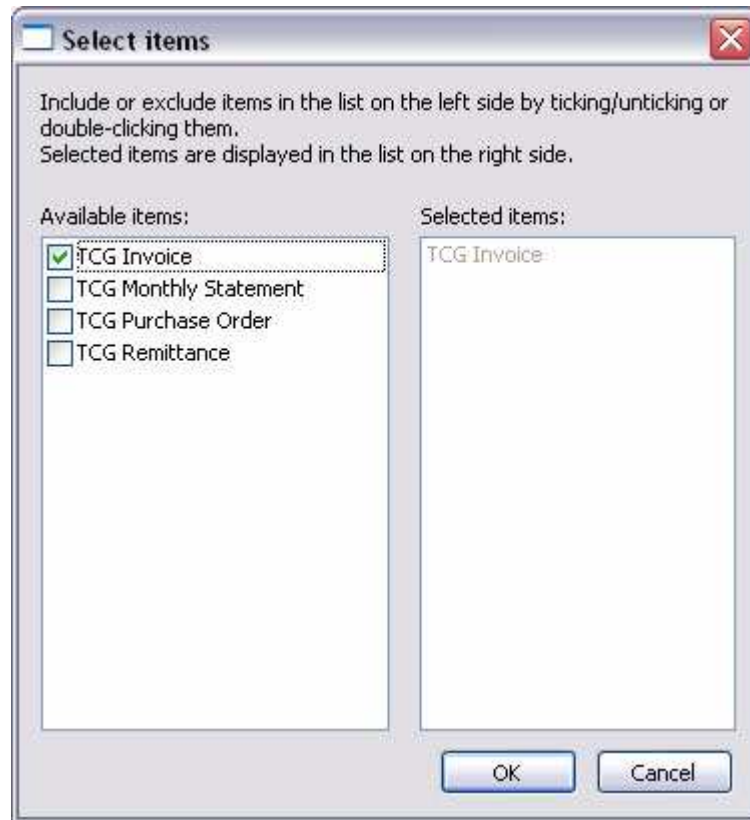 Select items
Include or exclude items in the list on the left side by ticking/unticking or
double-clicking them.
Selected items are displayed in the list on the right side.
Available items:
Selected items:
TCG Invoice
TCG Monthly Statement
TCG Purchase Order
TCG Remittance
TCG Invoice
OK
Cancel